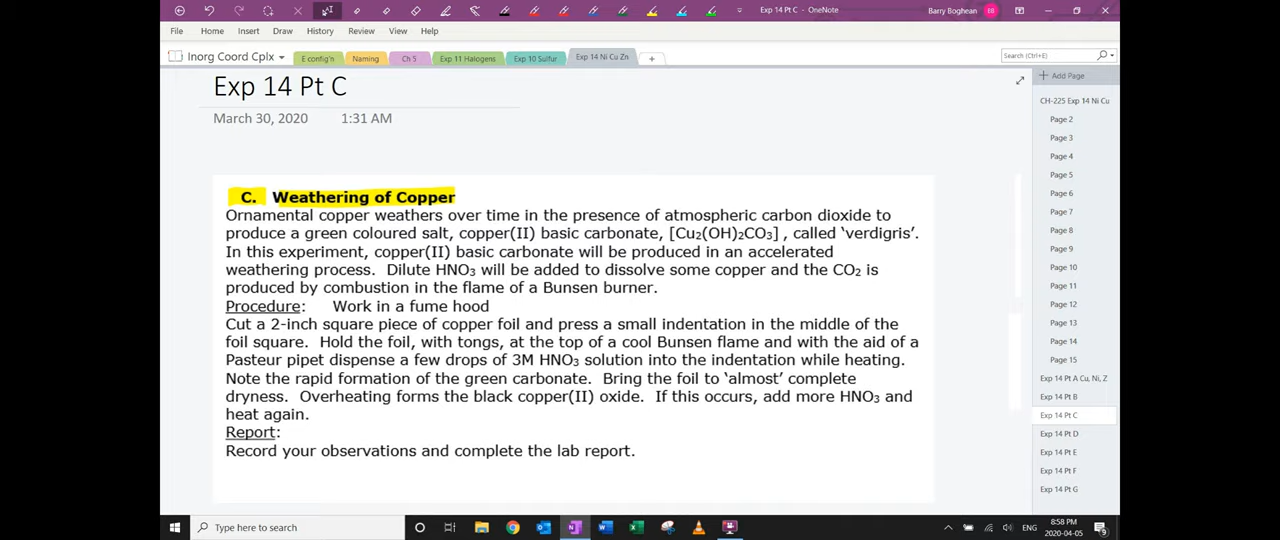 Exp 14 Pt C - OneNote
Barry Boghean
BB
File Home Insert Draw History Review View Help
Inorg Coord Cplx
E config'n
Naming
Ch 5
Exp 11 Halogens
Exp 10 Sulfur
Exp 14 Ni Cu Zn
Search (Ctrl+E)
Exp 14 Pt C
March 30, 2020 1:31 AM
C. Weathering of Copper
Ornamental copper weathers over time in the presence of atmospheric carbon dioxide to
produce a green coloured salt, copper(II) basic carbonate, [Cu2(OH)2CO3] , called ‘verdigris’.
In this experiment, copper(II) basic carbonate will be produced in an accelerated
weathering process. Dilute HNO3 will be added to dissolve some copper and the CO2 is
produced by combustion in the flame of a Bunsen burner.
Procedure: Work in a fume hood
Cut a 2-inch square piece of copper foil and press a small indentation in the middle of the
foil square. Hold the foil, with tongs, at the top of a cool Bunsen flame and with the aid of a
Pasteur pipet dispense a few drops of 3M HNO3 solution into the indentation while heating.
Note the rapid formation of the green carbonate. Bring the foil to ‘almost’ complete
dryness. Overheating forms the black copper(II) oxide. If this occurs, add more HNO3 and
heat again.
Report:
Record your observations and complete the lab report.
Add Page
CH-225 Exp 14 Ni Cu
Page 2
Page 3
Page 4
Page 5
Page 6
Page 7
Page 8
Page 9
Page 10
Page 11
Page 12
Page 13
Page 14
Page 15
Exp 14 Pt A Cu, Ni, Z
Exp 14 Pt B
Exp 14 Pt C
Exp 14 Pt D
Exp 14 Pt E
Exp 14 Pt F
Exp 14 Pt G
Type here to search
ENG
8:58 PM
2020-04-05